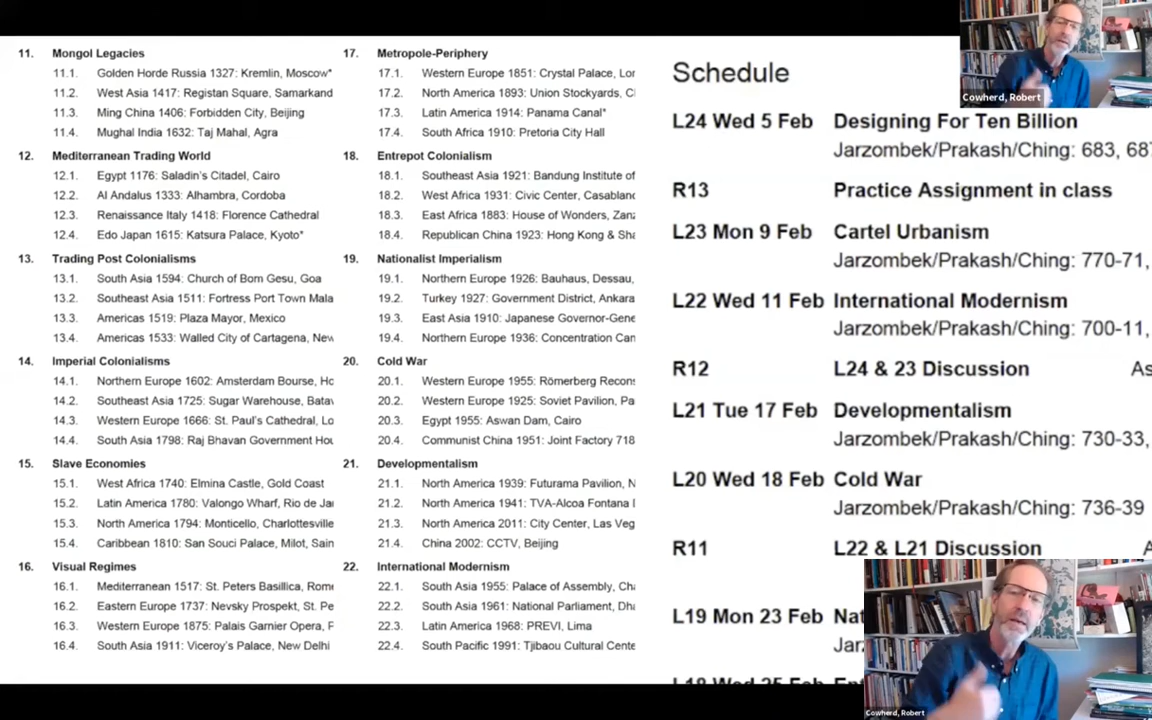 11. Mongol Legacies
11.1. Golden Horde Russia 1327: Kremlin, Moscow*
11.2. West Asia 1417: Registan Square, Samarkand
11.3. Ming China 1406: Forbidden City, Beijing
11.4. Mughal India 1632: Taj Mahal, Agra
12. Mediterranean Trading World
12.1. Egypt 1176: Saladin's Citadel, Cairo
12.2. Al Andalus 1333: Alhambra, Cordoba
12.3. Renaissance Italy 1418: Florence Cathedral
12.4. Edo Japan 1615: Katsura Palace, Kyoto*
13. Trading Post Colonialisms
13.1. South Asia 1594: Church of Bom Gesu, Goa
13.2. Southeast Asia 1511: Fortress Port Town Mala
13.3. Americas 1519: Plaza Mayor, Mexico
13.4. Americas 1533: Walled City of Cartagena, New
14. Imperial Colonialisms
14.1. Northern Europe 1602: Amsterdam Bourse, Ho
14.2. Southeast Asia 1725: Sugar Warehouse, Batav
14.3. Western Europe 1666: St. Paul's Cathedral, Lo
14.4. South Asia 1798: Raj Bhavan Government Hou
15. Slave Economies
15.1. West Africa 1740: Elmina Castle, Gold Coast
15.2. Latin America 1780: Valongo Wharf, Rio de Jan
15.3. North America 1794: Monticello, Charlottesville
15.4. Caribbean 1810: San Souci Palace, Milot, Sain
16. Visual Regimes
16.1. Mediterranean 1517: St. Peters Basillica, Rome
16.2. Eastern Europe 1737: Nevsky Prospekt, St. Pe
16.3. Western Europe 1875: Palais Garnier Opera, P
16.4. South Asia 1911: Viceroy's Palace, New Delhi
17. Metropole-Periphery
17.1. Western Europe 1851: Crystal Palace, Lon
17.2. North America 1893: Union Stockyards, C
17.3. Latin America 1914: Panama Canal*
17.4. South Africa 1910: Pretoria City Hall
18. Entrepot Colonialism
18.1. Southeast Asia 1921: Bandung Institute of
18.2. West Africa 1931: Civic Center, Casablanc
18.3. East Africa 1883: House of Wonders, Zanz
18.4. Republican China 1923: Hong Kong & Sha
19. Nationalist Imperialism
19.1. Northern Europe 1926: Bauhaus, Dessau,
19.2. Turkey 1927: Government District, Ankara
19.3. East Asia 1910: Japanese Governor-Gene
19.4. Northern Europe 1936: Concentration Can
20. Cold War
20.1. Western Europe 1955: Römerberg Recons
20.2. Western Europe 1925: Soviet Pavilion, Pa
20.3. Egypt 1955: Aswan Dam, Cairo
20.4. Communist China 1951: Joint Factory 718
21. Developmentalism
21.1. North America 1939: Futurama Pavilion, N
21.2. North America 1941: TVA-Alcoa Fontana D
21.3. North America 2011: City Center, Las Veg
21.4. China 2002: CCTV, Beijing
22. International Modernism
22.1. South Asia 1955: Palace of Assembly, Cha
22.2. South Asia 1961: National Parliament, Dha
22.3. Latin America 1968: PREVI, Lima
22.4. South Pacific 1991: Tjibaou Cultural Cente
Schedule
L24 Wed 5 Feb Designing For Ten Billion
Jarzombek/Prakash/Ching: 683, 687
R13 Practice Assignment in class
L23 Mon 9 Feb Cartel Urbanism
Jarzombek/Prakash/Ching: 770-71,
L22 Wed 11 Feb International Modernism
Jarzombek/Prakash/Ching: 700-11,
R12 L24 & 23 Discussion As
L21 Tue 17 Feb Developmentalism
Jarzombek/Prakash/Ching: 730-33,
L20 Wed 18 Feb Cold War
Jarzombek/Prakash/Ching: 736-39
R11 L22 & L21 Discussion
L19 Mon 23 Feb Nat
Jarz
L18 Wed 25 Feb Ent
Cowherd, Robert
Cowherd, Robert